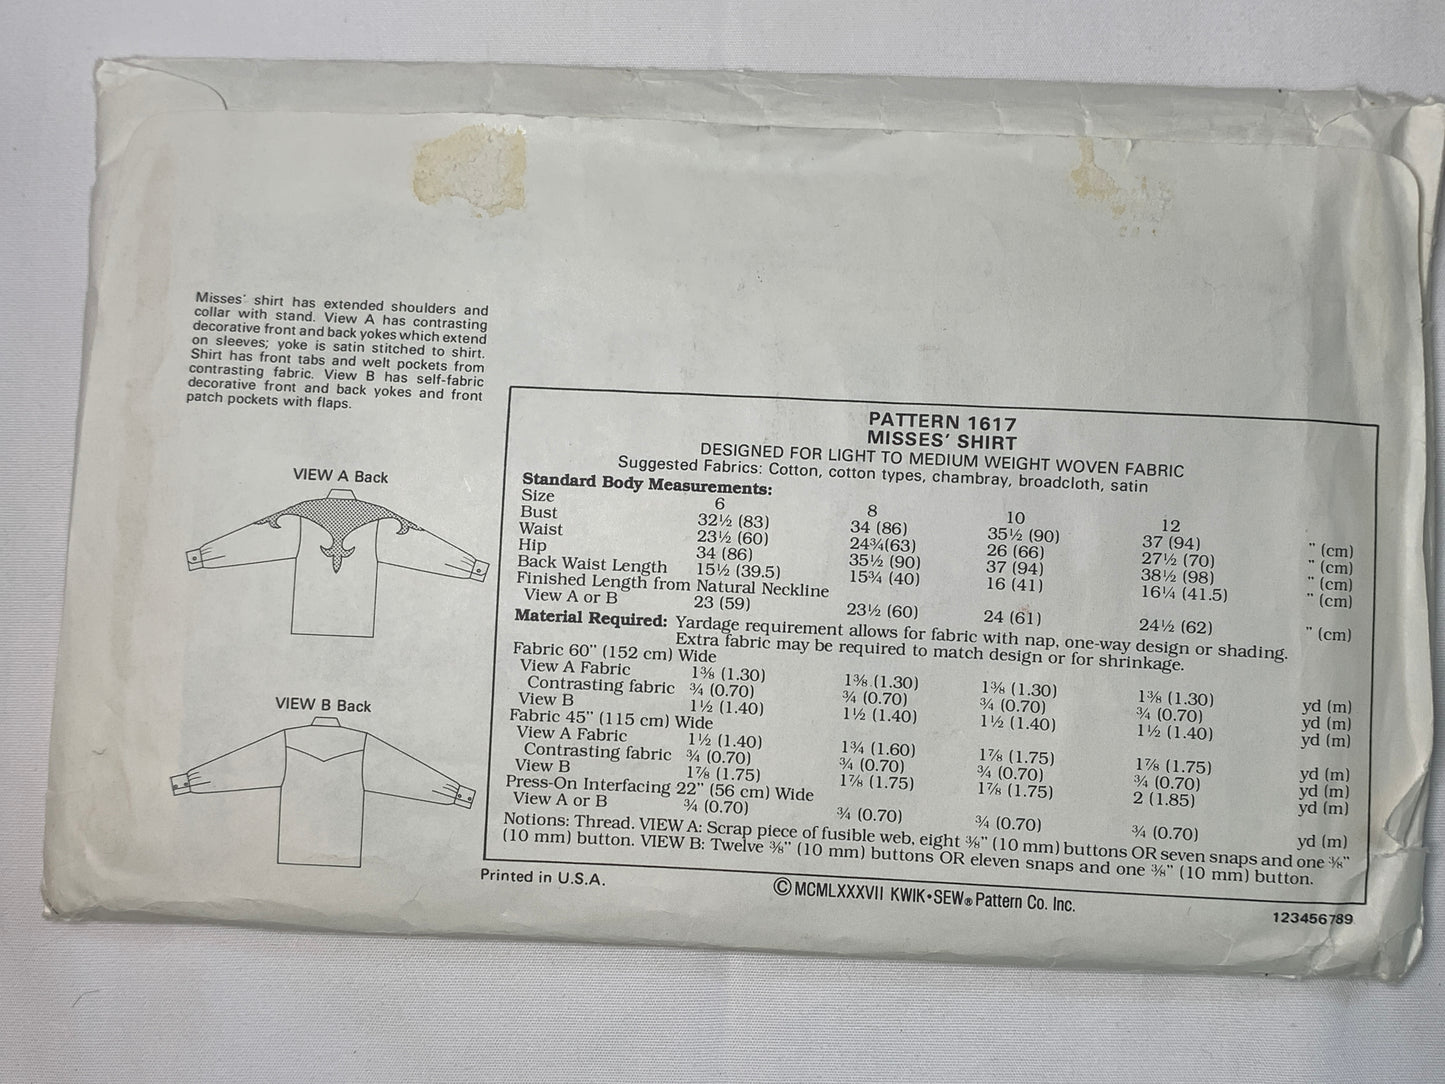 Misses' shirt has extended shoulders and
collar with stand. View A has contrasting
decorative front and back yokes which extend
on sleeves; yoke is satin stitched to shirt.
Shirt has front tabs and welt pockets from
contrasting fabric. View B has self-fabric
decorative front and back yokes and front
patch pockets with flaps.
VIEW A Back
VIEW B Back
PATTERN 1617
MISSES' SHIRT
DESIGNED FOR LIGHT TO MEDIUM WEIGHT WOVEN FABRIC
Suggested Fabrics: Cotton, cotton types, chambray, broadcloth, satin
Standard Body Measurements:
Size 6 8 10 12
Bust 32½ (83) 34 (86) 35½ (90) 37 (94) " (cm)
Waist 23½ (60) 24¾(63) 26 (66) 27½ (70) " (cm)
Hip 34 (86) 35½ (90) 37 (94) 38½ (98) " (cm)
Back Waist Length 15½ (39.5) 15¾ (40) 16 (41) 16¼ (41.5) " (cm)
Finished Length from Natural Neckline
View A or B 23 (59) 23½ (60) 24 (61) 24½ (62) " (cm)
Material Required: Yardage requirement allows for fabric with nap, one-way design or shading.
Extra fabric may be required to match design or for shrinkage.
Fabric 60" (152 cm) Wide
View A Fabric 1⅜ (1.30) 1⅜ (1.30) 1⅜ (1.30) 1⅜ (1.30) yd (m)
Contrasting fabric ¾ (0.70) ¾ (0.70) ¾ (0.70) ¾ (0.70) yd (m)
View B 1½ (1.40) 1½ (1.40) 1½ (1.40) 1½ (1.40) yd (m)
Fabric 45" (115 cm) Wide
View A Fabric 1½ (1.40) 1¾ (1.60) 1⅞ (1.75) 1⅞ (1.75) yd (m)
Contrasting fabric ¾ (0.70) ¾ (0.70) ¾ (0.70) ¾ (0.70) yd (m)
View B 1⅞ (1.75) 1⅞ (1.75) 1⅞ (1.75) 2 (1.85) yd (m)
Press-On Interfacing 22" (56 cm) Wide
View A or B ¾ (0.70) ¾ (0.70) ¾ (0.70) ¾ (0.70) yd (m)
Notions: Thread. VIEW A: Scrap piece of fusible web, eight ⅜" (10 mm) buttons OR seven snaps and one ⅜"
(10 mm) button. VIEW B: Twelve ⅜" (10 mm) buttons OR eleven snaps and one ⅜" (10 mm) button.
Printed in U.S.A.
© MCMLXXXVII KWIK•SEW® Pattern Co. Inc.
123456789